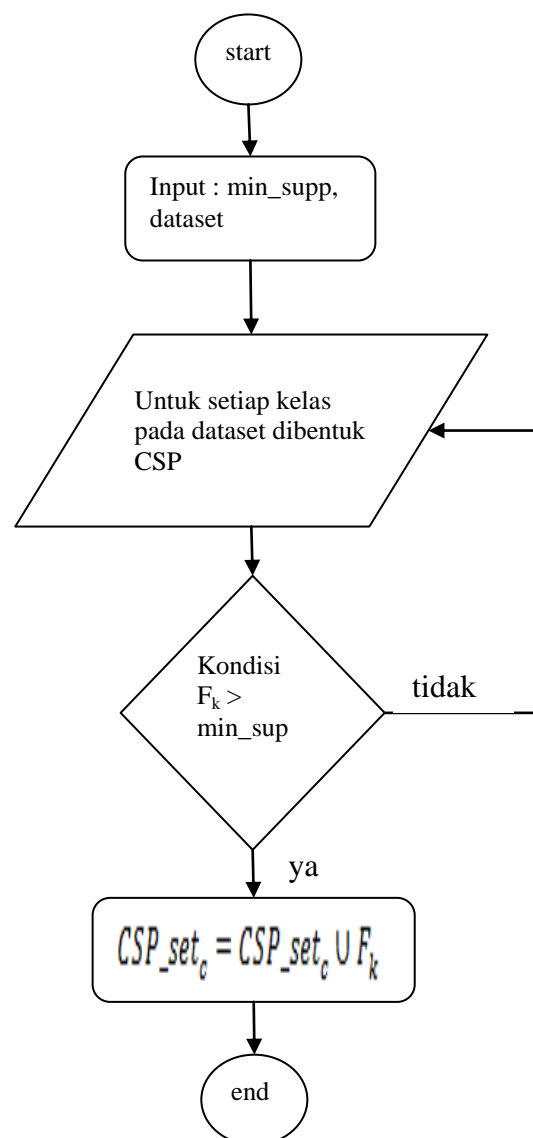 start
Input : min_supp,
dataset
Untuk setiap kelas
pada dataset dibentuk
CSP
Kondisi
Fₖ >
min_sup
tidak
ya
CSP_set_c = CSP_set_c ∪ F_k
end